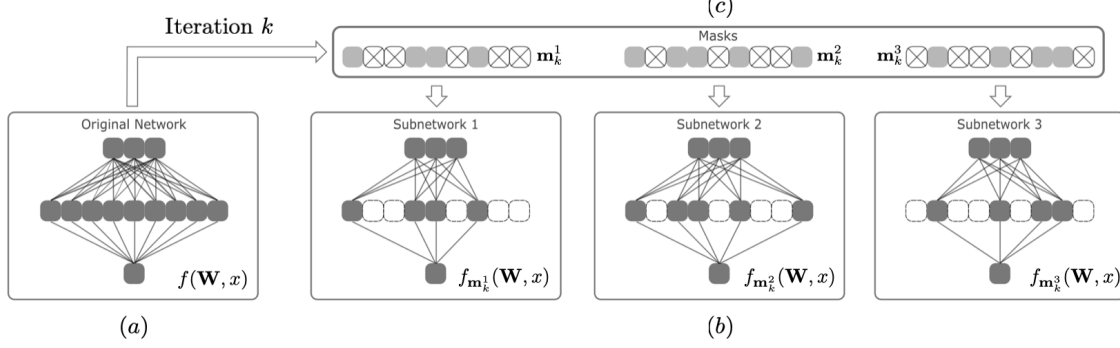 (c)
Iteration k
Masks
m_k^1
m_k^2
m_k^3
Original Network
Subnetwork 1
Subnetwork 2
Subnetwork 3
f(W, x)
f_{m_k^1}(W, x)
f_{m_k^2}(W, x)
f_{m_k^3}(W, x)
(a)
(b)